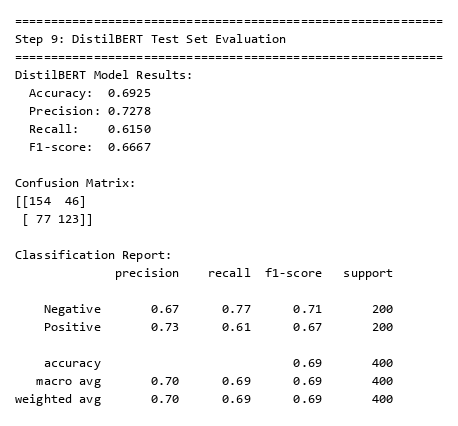 ============================================================
Step 9: DistilBERT Test Set Evaluation
============================================================
DistilBERT Model Results:
  Accuracy:  0.6925
  Precision: 0.7278
  Recall:    0.6150
  F1-score:  0.6667

Confusion Matrix:
[[154  46]
 [ 77 123]]

Classification Report:
              precision    recall  f1-score   support

    Negative       0.67      0.77      0.71       200
    Positive       0.73      0.61      0.67       200

    accuracy                           0.69       400
   macro avg       0.70      0.69      0.69       400
weighted avg       0.70      0.69      0.69       400